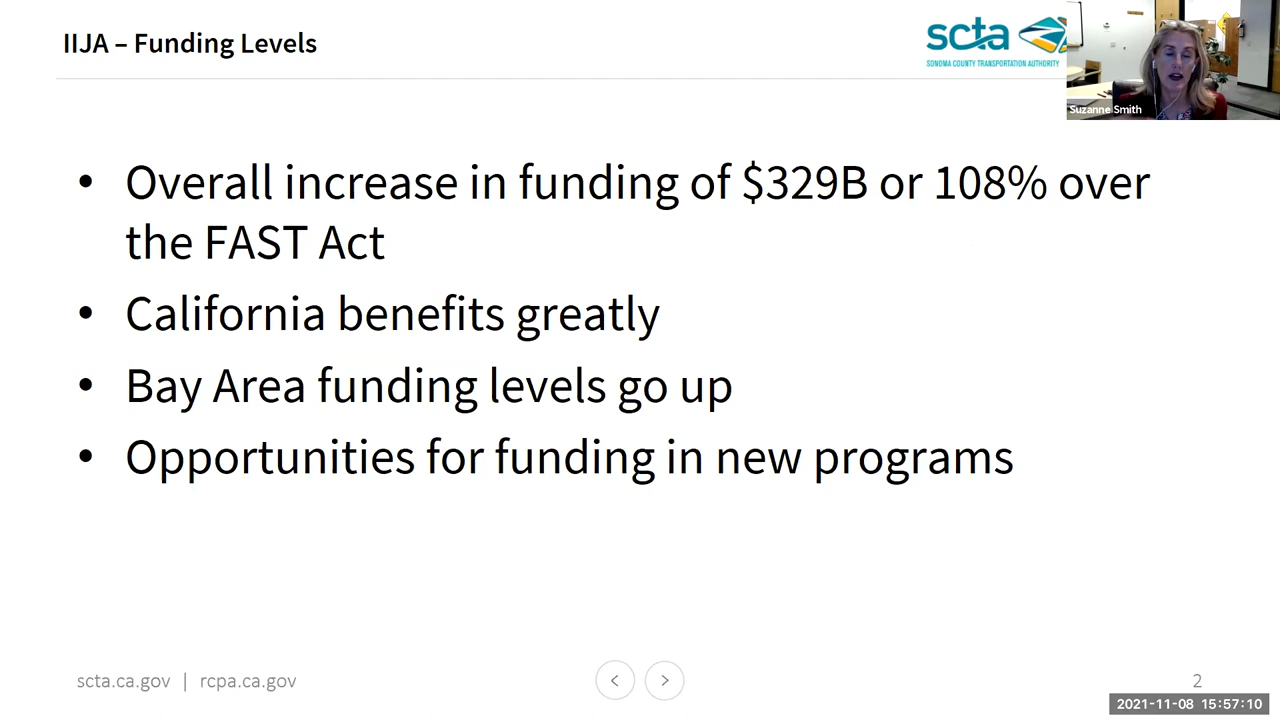 IIJA – Funding Levels
scta
SONOMA COUNTY TRANSPORTATION AUTHORITY
Suzanne Smith
• Overall increase in funding of $329B or 108% over
the FAST Act
• California benefits greatly
• Bay Area funding levels go up
• Opportunities for funding in new programs
scta.ca.gov | rcpa.ca.gov
2
2021-11-08 15:57:10